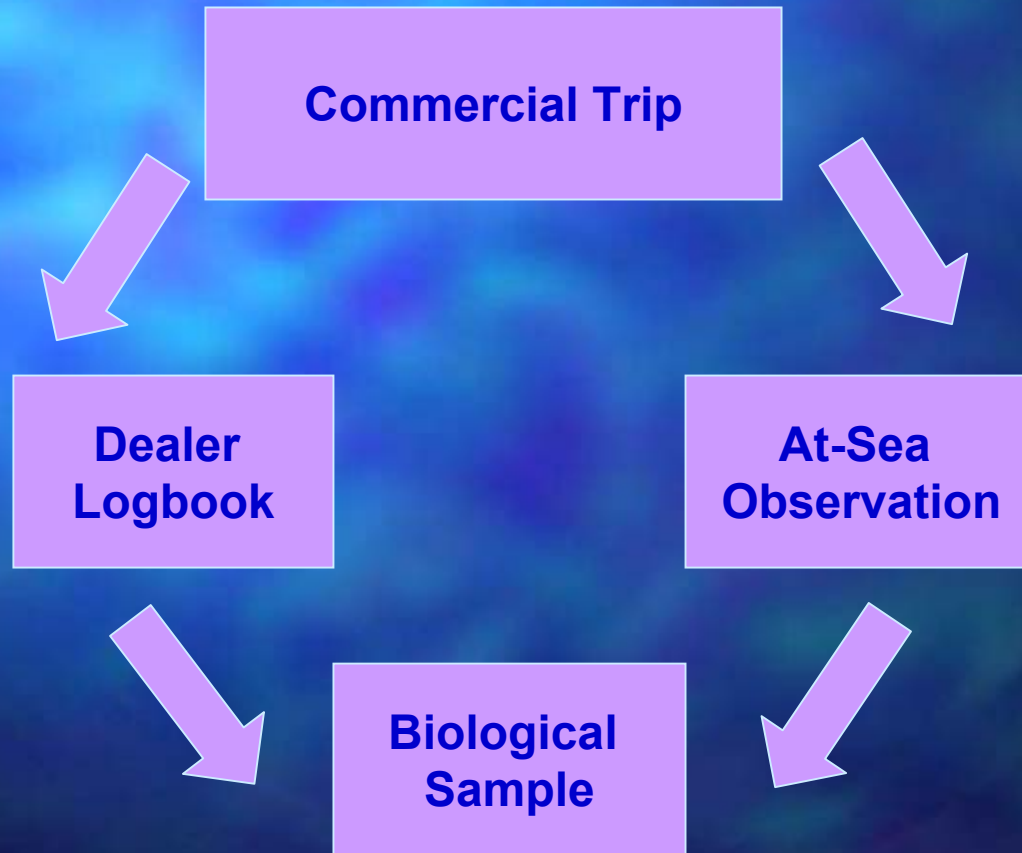 Commercial Trip
Dealer
Logbook
At-Sea
Observation
Biological
Sample